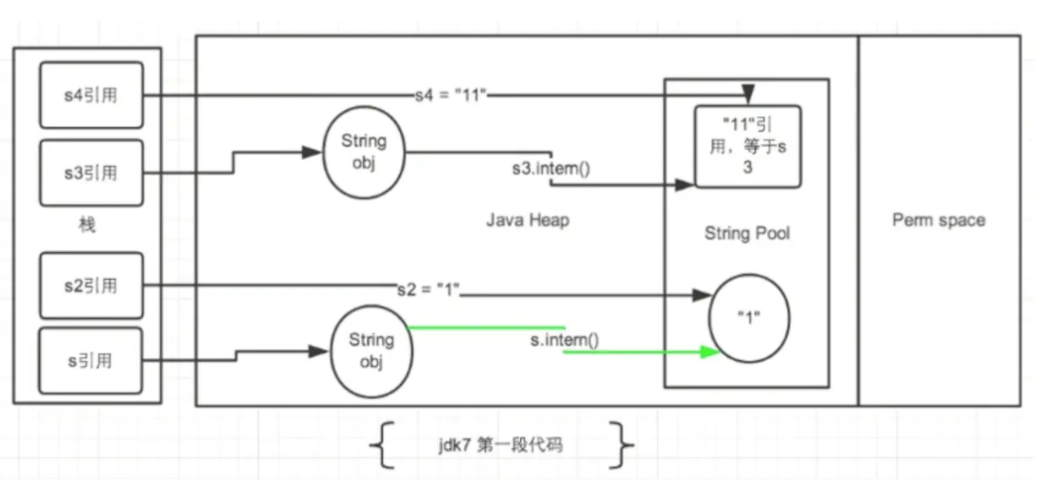 s4引用
s4 = "11"
String
obj
"11"引
用，等于s
3
s3引用
s3.intern()
栈
Java Heap
String Pool
Perm space
s2引用
s2 = "1"
"1"
s引用
String
obj
s.intern()
jdk7 第一段代码